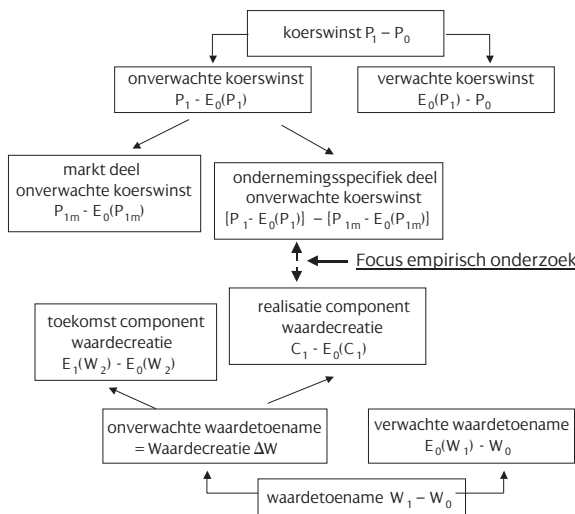 koerswinst P₁ – P₀
onverwachte koerswinst
P₁ - E₀(P₁)
verwachte koerswinst
E₀(P₁) - P₀
markt deel
onverwachte koerswinst
P₁ₘ - E₀(P₁ₘ)
ondernemingsspecifiek deel
onverwachte koerswinst
[P₁- E₀(P₁)] – [P₁ₘ - E₀(P₁ₘ)]
Focus empirisch onderzoek
toekomst component
waardecreatie
E₁(W₂) - E₀(W₂)
realisatie component
waardecreatie
C₁ - E₀(C₁)
onverwachte waardetoename
= Waardecreatie ΔW
verwachte waardetoename
E₀(W₁) - W₀
waardetoename W₁ – W₀